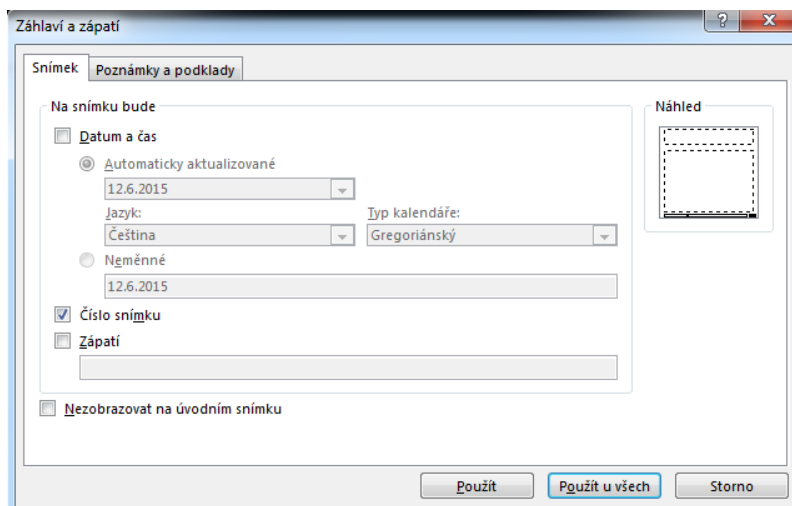 Záhlaví a zápatí
Snímek Poznámky a podklady
Na snímku bude
Náhled
Datum a čas
Automaticky aktualizované
12.6.2015
Jazyk: Typ kalendáře:
Čeština Gregoriánský
Neměnné
12.6.2015
Číslo snímku
Zápatí
Nezobrazovat na úvodním snímku
Použít Použít u všech Storno